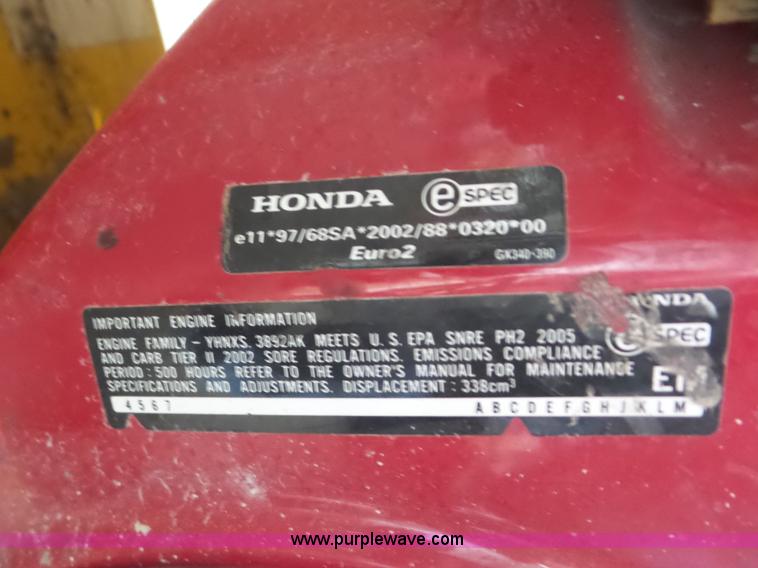 HONDA e SPEC
e11*97/68SA*2002/88*0320*00
Euro2 GX340-390
IMPORTANT ENGINE INFORMATION
HONDA
ENGINE FAMILY - YHNXS. 3892AK MEETS U.S. EPA SNRE PH2 2005
e SPEC
AND CARB TIER II 2002 SORE REGULATIONS. EMISSIONS COMPLIANCE
PERIOD : 500 HOURS REFER TO THE OWNER'S MANUAL FOR MAINTENANCE
SPECIFICATIONS AND ADJUSTMENTS. DISPLACEMENT : 338cm³
4 5 6 7 A B C D E F G H J K L M
www.purplewave.com